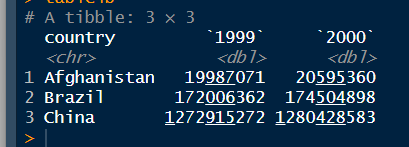 # A tibble: 3 × 3
country `1999` `2000`
<chr> <dbl> <dbl>
1 Afghanistan 19987071 20595360
2 Brazil 172006362 174504898
3 China 1272915272 1280428583
>